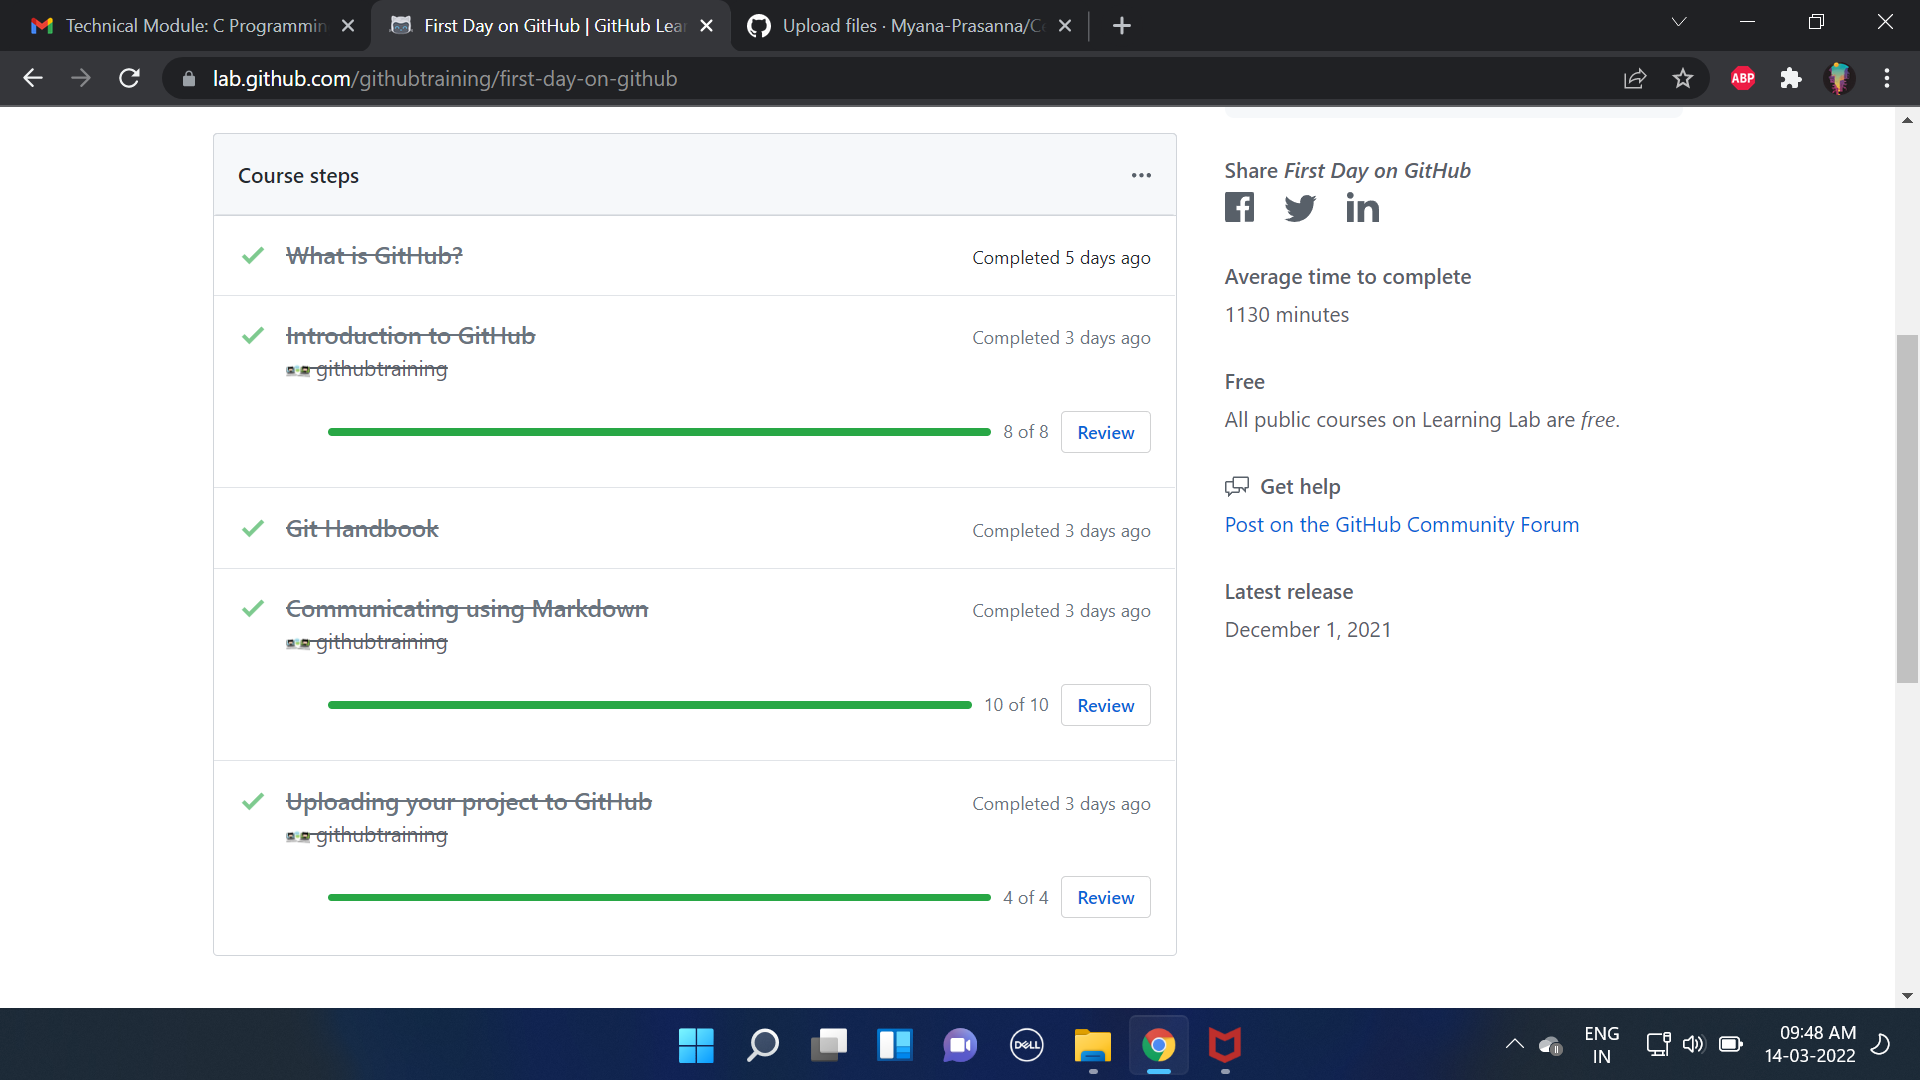 Technical Module: C Programmin
First Day on GitHub | GitHub Lea
Upload files · Myana-Prasanna/Ce
lab.github.com/githubtraining/first-day-on-github
ABP
Course steps
What is GitHub?
Completed 5 days ago
Introduction to GitHub
Completed 3 days ago
githubtraining
8 of 8
Review
Git Handbook
Completed 3 days ago
Communicating using Markdown
Completed 3 days ago
githubtraining
10 of 10
Review
Uploading your project to GitHub
Completed 3 days ago
githubtraining
4 of 4
Review
Share First Day on GitHub
Average time to complete
1130 minutes
Free
All public courses on Learning Lab are free.
Get help
Post on the GitHub Community Forum
Latest release
December 1, 2021
DELL
ENG
IN
09:48 AM
14-03-2022